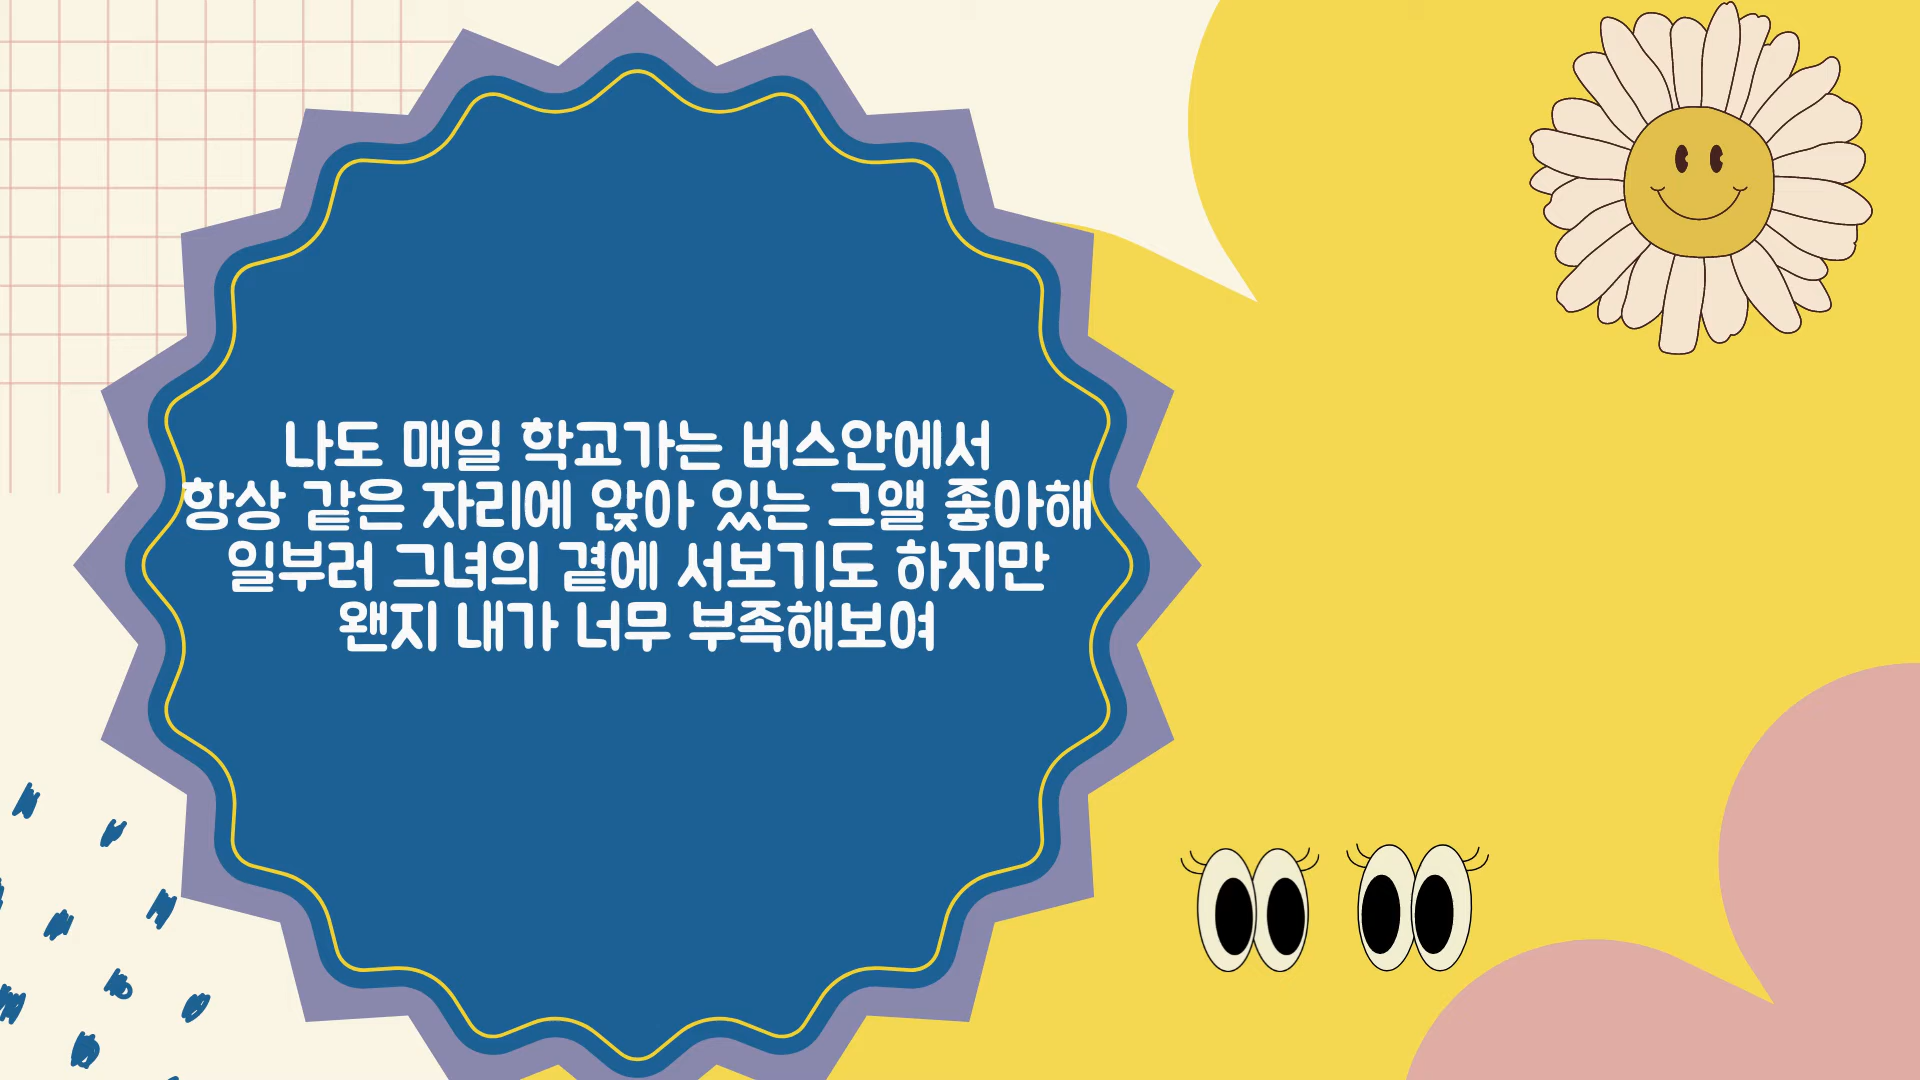 나도 매일 학교가는 버스안에서
항상 같은 자리에 앉아 있는 그앨 좋아해
일부러 그녀의 곁에 서보기도 하지만
왠지 내가 너무 부족해보여